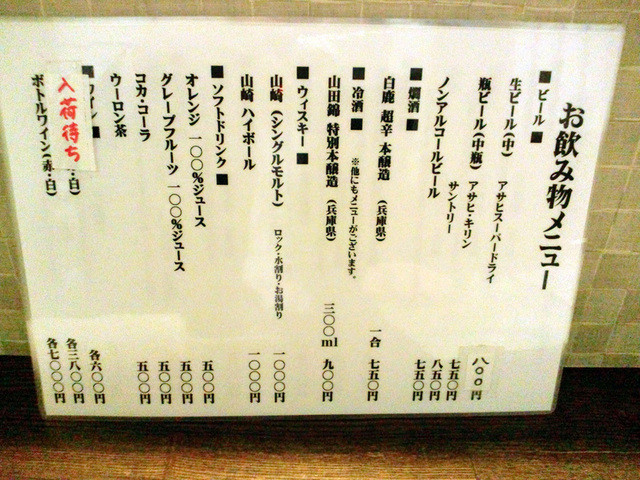 お飲み物メニュー
■ビール■
生ビール(中) アサヒスーパードライ 八〇〇円
瓶ビール(中瓶) アサヒ・キリン 七五〇円
サントリー 八五〇円
ノンアルコールビール 七五〇円
■燗酒■
白鹿 超辛 本醸造 (兵庫県) 一合 七五〇円
■冷酒■ ※他にもメニューがございます。
山田錦 特別本醸造 (兵庫県) 三〇〇ml 九〇〇円
■ウィスキー■
山崎 (シングルモルト) ロック・水割り・お湯割り 一〇〇〇円
山崎 ハイボール 一〇〇〇円
■ソフトドリンク■
オレンジ 一〇〇%ジュース 五〇〇円
グレープフルーツ 一〇〇%ジュース 五〇〇円
コカ・コーラ 五〇〇円
ウーロン茶 五〇〇円
■ワイン■ 各六〇〇円
入荷待ち
・白) 各三八〇〇円
ボトルワイン(赤・白) 各七〇〇〇円